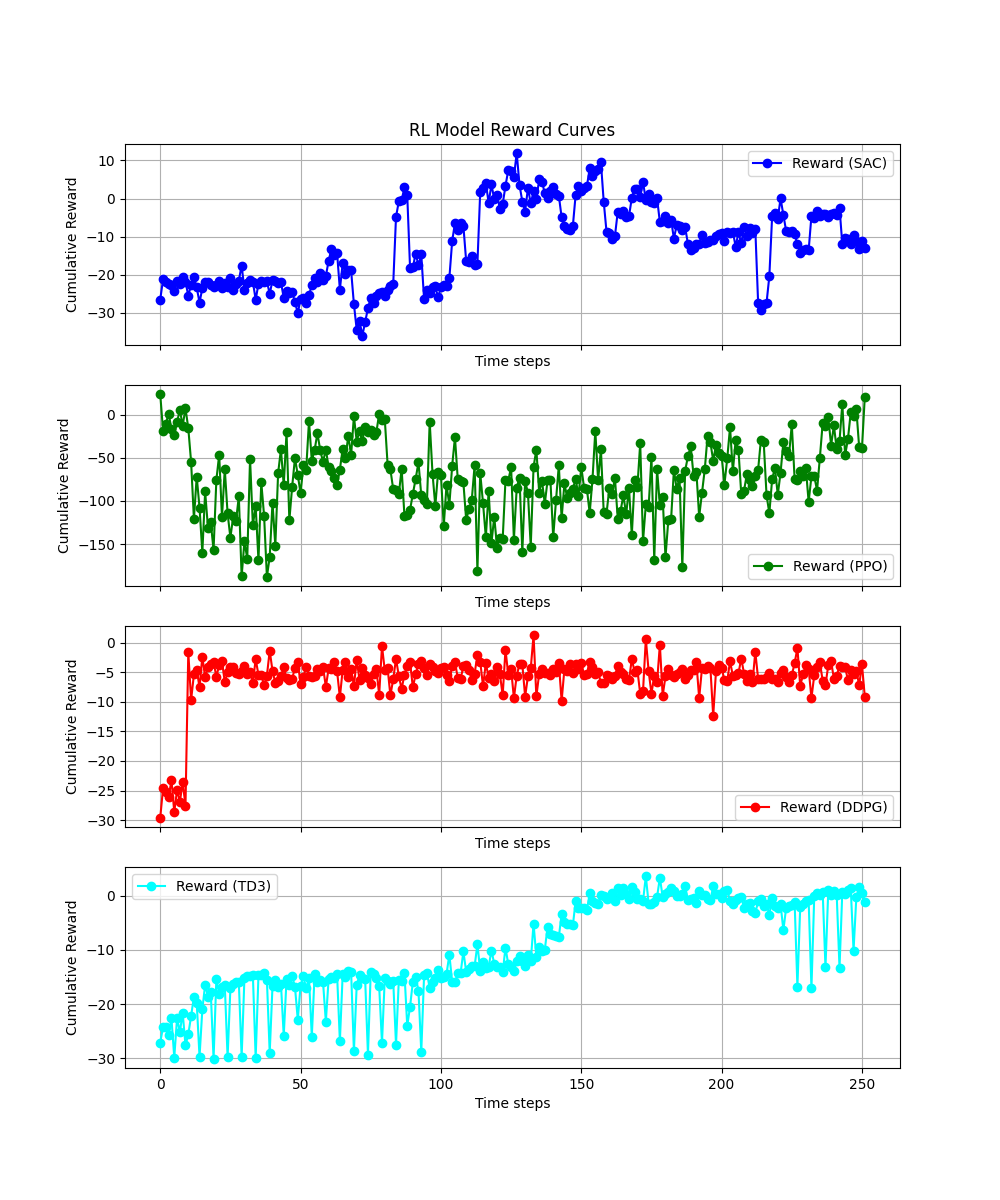 RL Model Reward Curves
10
0
−10
−20
−30
Cumulative Reward
Reward (SAC)
Time steps
0
−50
−100
−150
Cumulative Reward
Reward (PPO)
Time steps
0
−5
−10
−15
−20
−25
−30
Cumulative Reward
Reward (DDPG)
Time steps
0
−10
−20
−30
Cumulative Reward
Reward (TD3)
0 50 100 150 200 250
Time steps